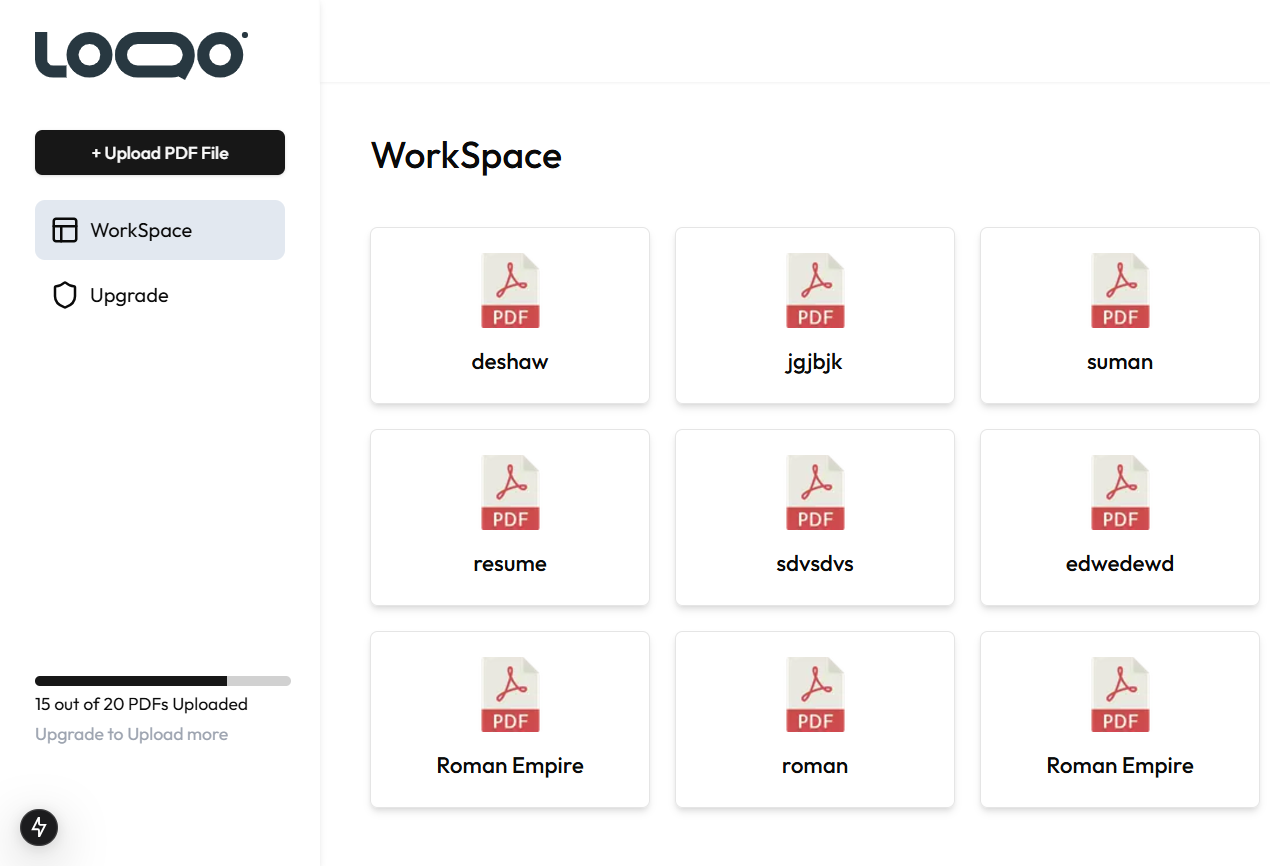 LOQO
+ Upload PDF File
WorkSpace
Upgrade
15 out of 20 PDFs Uploaded
Upgrade to Upload more
WorkSpace
PDF
deshaw
PDF
jgjbjk
PDF
suman
PDF
resume
PDF
sdvsdvs
PDF
edwedewd
PDF
Roman Empire
PDF
roman
PDF
Roman Empire